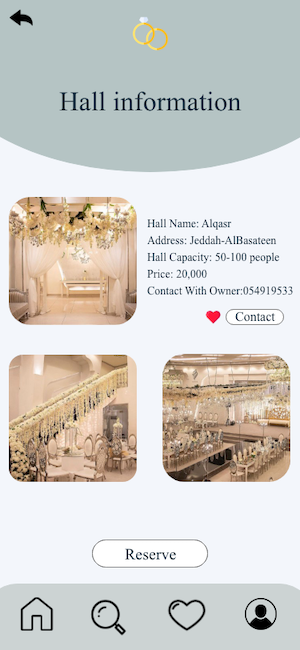 Hall information
Hall Name: Alqasr
Address: Jeddah-AlBasateen
Hall Capacity: 50-100 people
Price: 20,000
Contact With Owner:054919533
Contact
Reserve